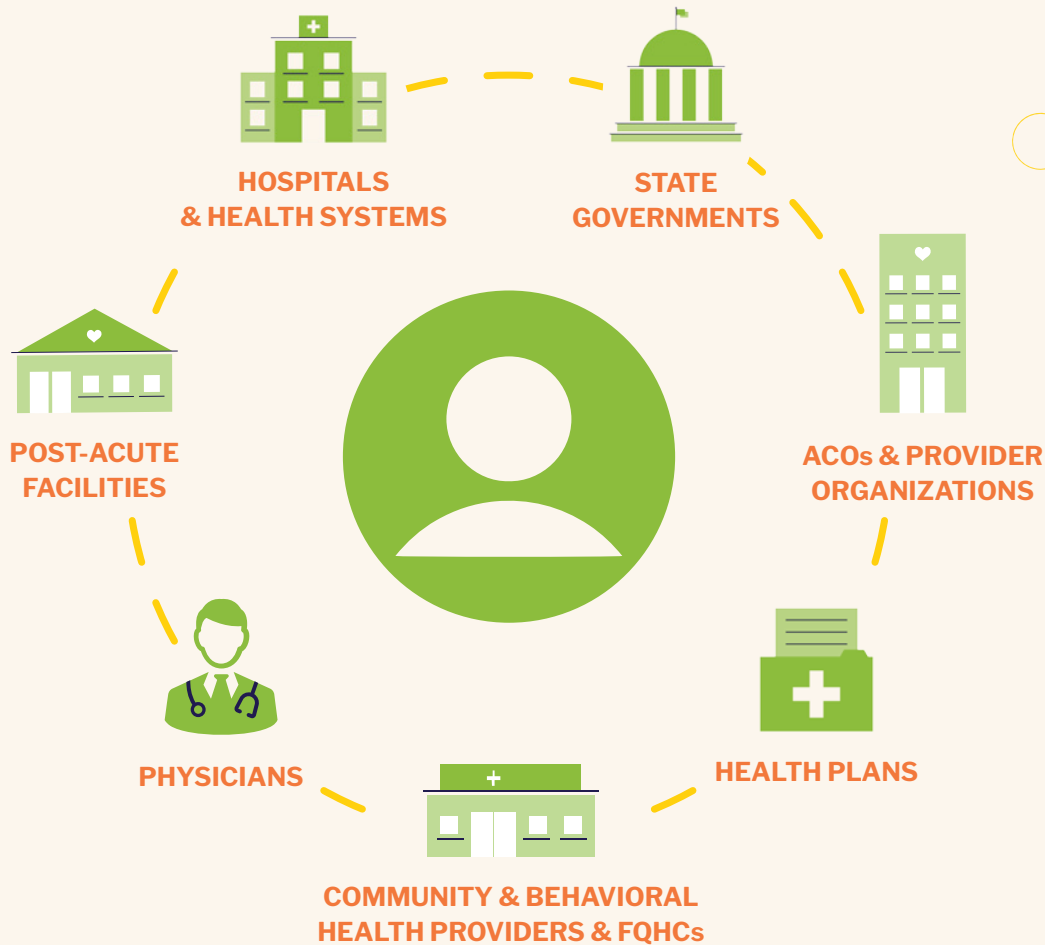 HOSPITALS
& HEALTH SYSTEMS
STATE
GOVERNMENTS
POST-ACUTE
FACILITIES
ACOs & PROVIDER
ORGANIZATIONS
PHYSICIANS
HEALTH PLANS
COMMUNITY & BEHAVIORAL
HEALTH PROVIDERS & FQHCs